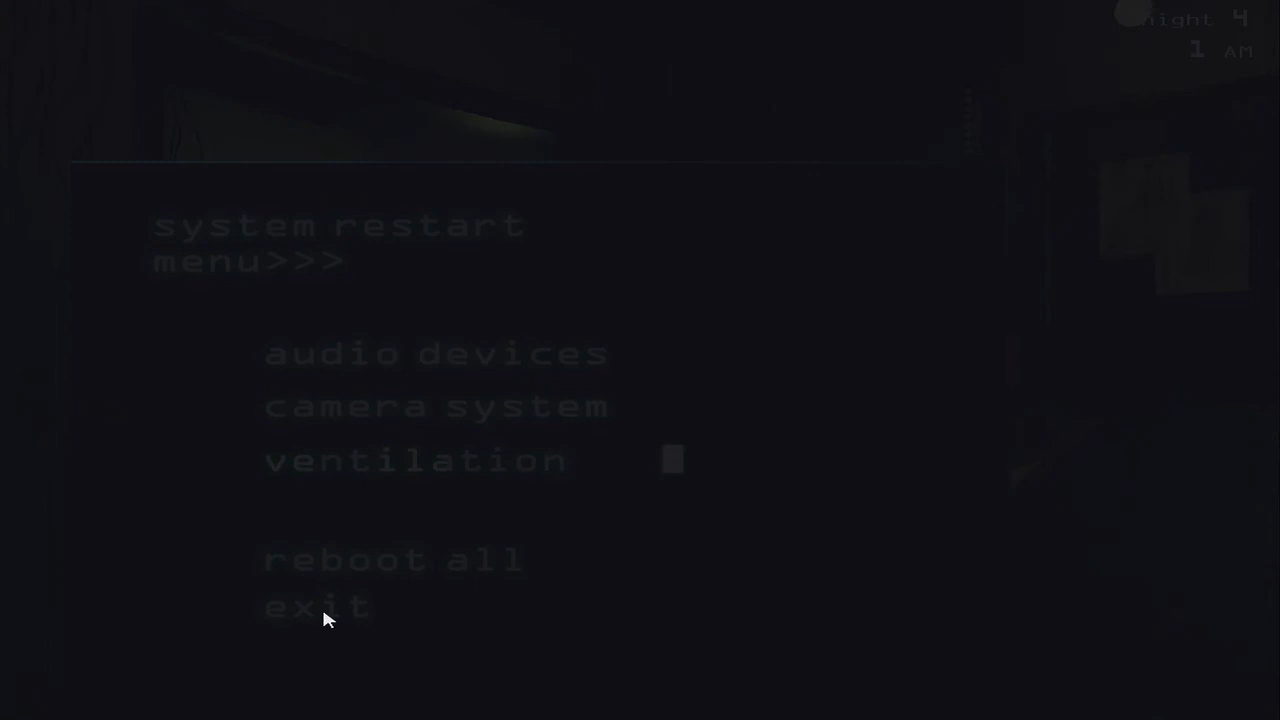 night 4
1 AM
system restart
menu>>>
audio devices
camera system
ventilation
reboot all
exit